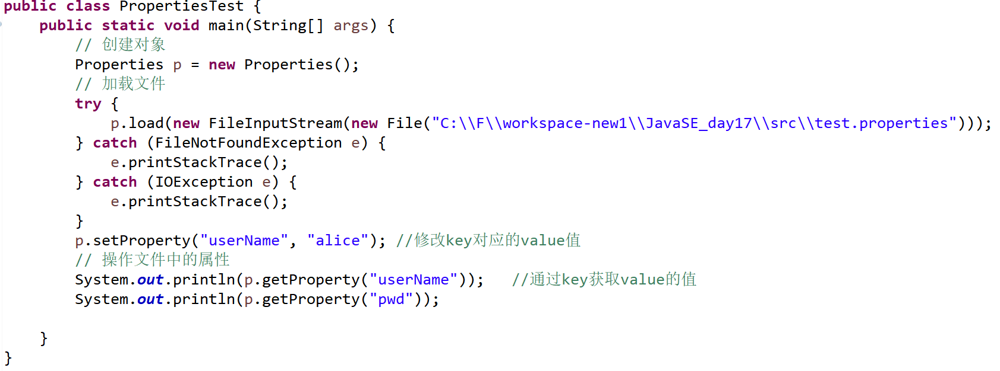 public class PropertiesTest {
    public static void main(String[] args) {
        // 创建对象
        Properties p = new Properties();
        // 加载文件
        try {
            p.load(new FileInputStream(new File("C:\\F\\workspace-new1\\JavaSE_day17\\src\\test.properties")));
        } catch (FileNotFoundException e) {
            e.printStackTrace();
        } catch (IOException e) {
            e.printStackTrace();
        }
        p.setProperty("userName", "alice"); //修改key对应的value值
        // 操作文件中的属性
        System.out.println(p.getProperty("userName"));   //通过key获取value的值
        System.out.println(p.getProperty("pwd"));
    }
}